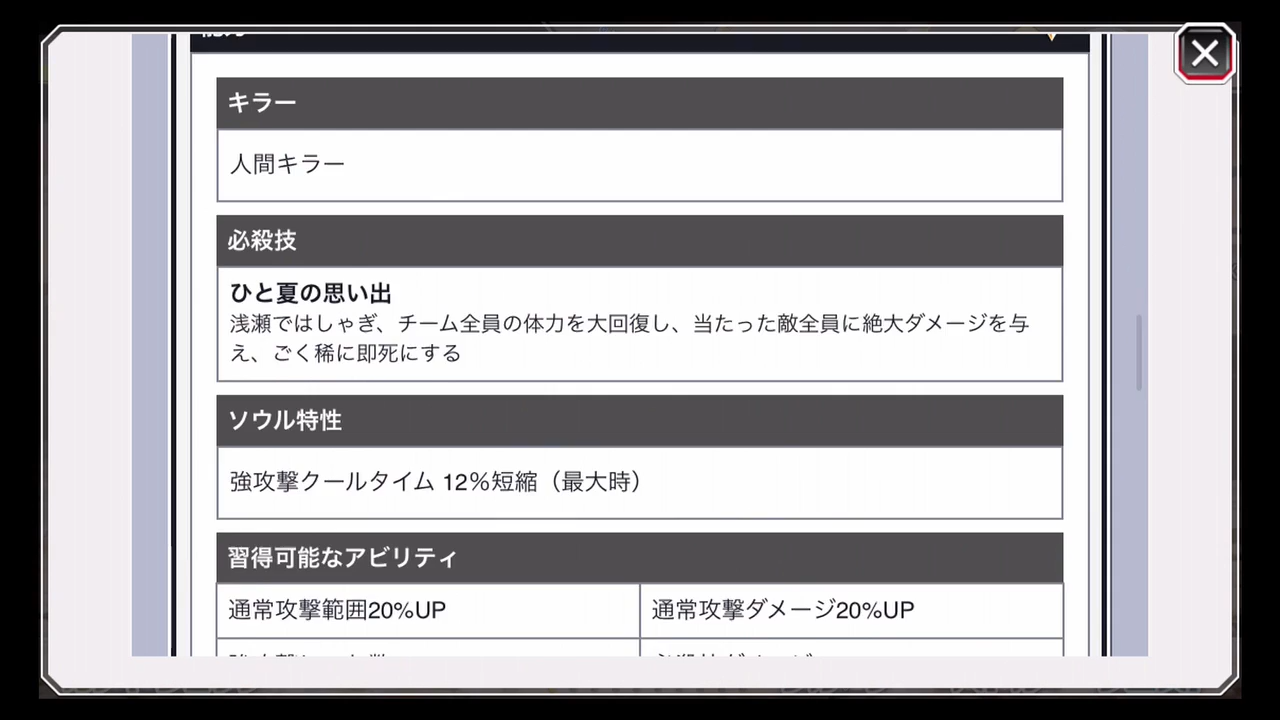 キラー
人間キラー
必殺技
ひと夏の思い出
浅瀬ではしゃぎ、チーム全員の体力を大回復し、当たった敵全員に絶大ダメージを与
え、ごく稀に即死にする
ソウル特性
強攻撃クールタイム 12%短縮（最大時）
習得可能なアビリティ
通常攻撃範囲20%UP
通常攻撃ダメージ20%UP